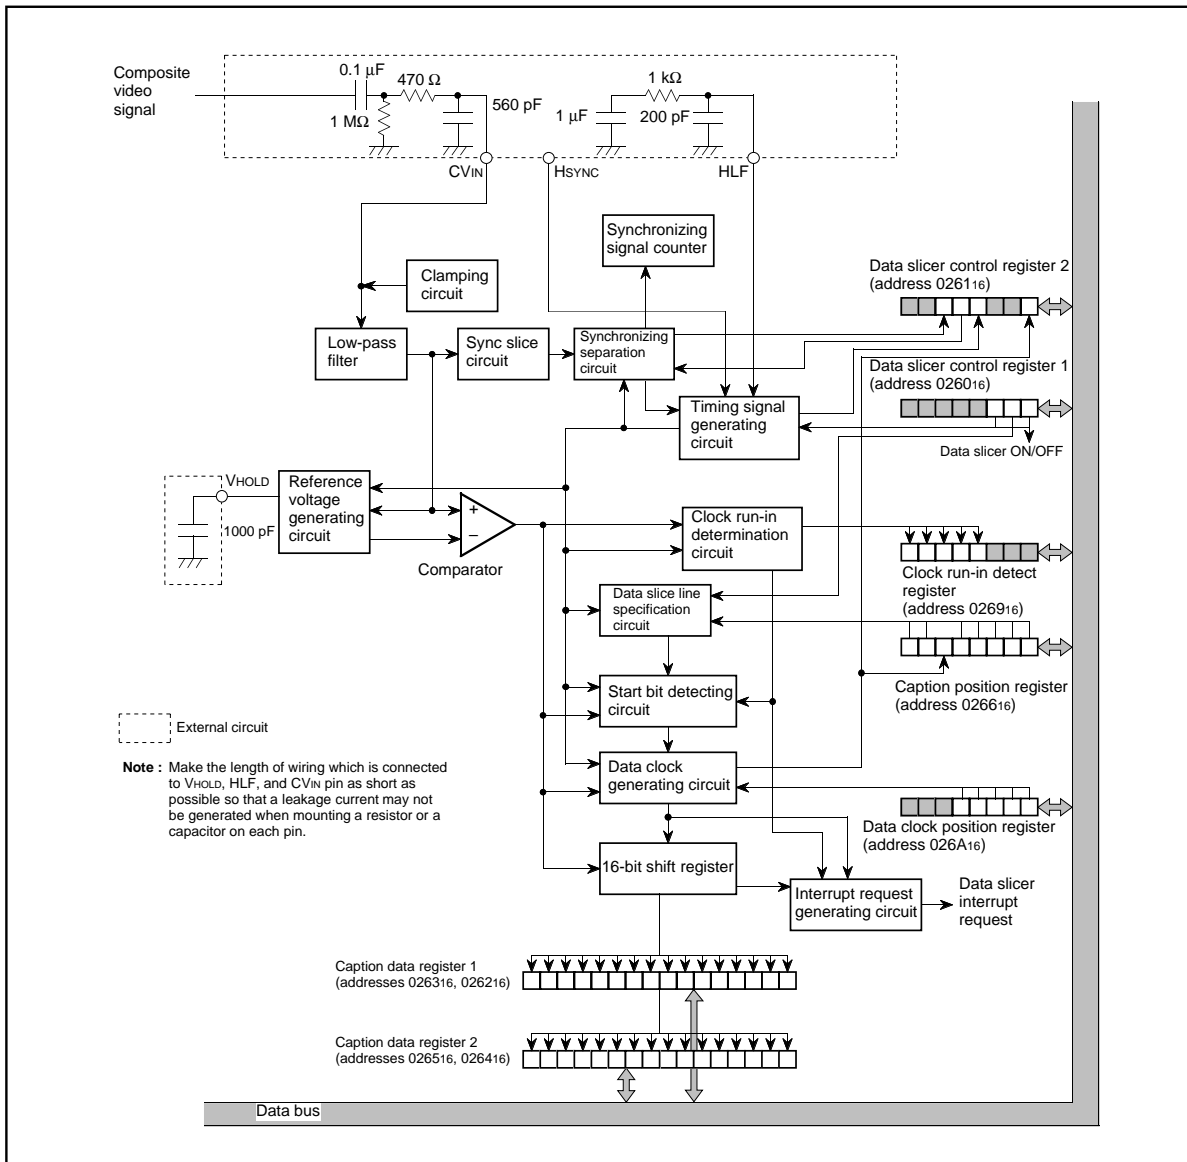 Composite
video
signal
0.1 µF
470 Ω
1 MΩ
560 pF
1 kΩ
1 µF
200 pF
CVIN
HSYNC
HLF
Synchronizing
signal counter
Clamping
circuit
Low-pass
filter
Sync slice
circuit
Synchronizing
separation
circuit
Timing signal
generating
circuit
Data slicer control register 2
(address 026116)
Data slicer control register 1
(address 026016)
Data slicer ON/OFF
VHOLD
1000 pF
Reference
voltage
generating
circuit
+
–
Comparator
Clock run-in
determination
circuit
Clock run-in detect
register
(address 026916)
Data slice line
specification
circuit
Start bit detecting
circuit
Caption position register
(address 026616)
External circuit
Note : Make the length of wiring which is connected
to VHOLD, HLF, and CVIN pin as short as
possible so that a leakage current may not
be generated when mounting a resistor or a
capacitor on each pin.
Data clock
generating circuit
Data clock position register
(address 026A16)
16-bit shift register
Interrupt request
generating circuit
Data slicer
interrupt
request
Caption data register 1
(addresses 026316, 026216)
Caption data register 2
(addresses 026516, 026416)
Data bus